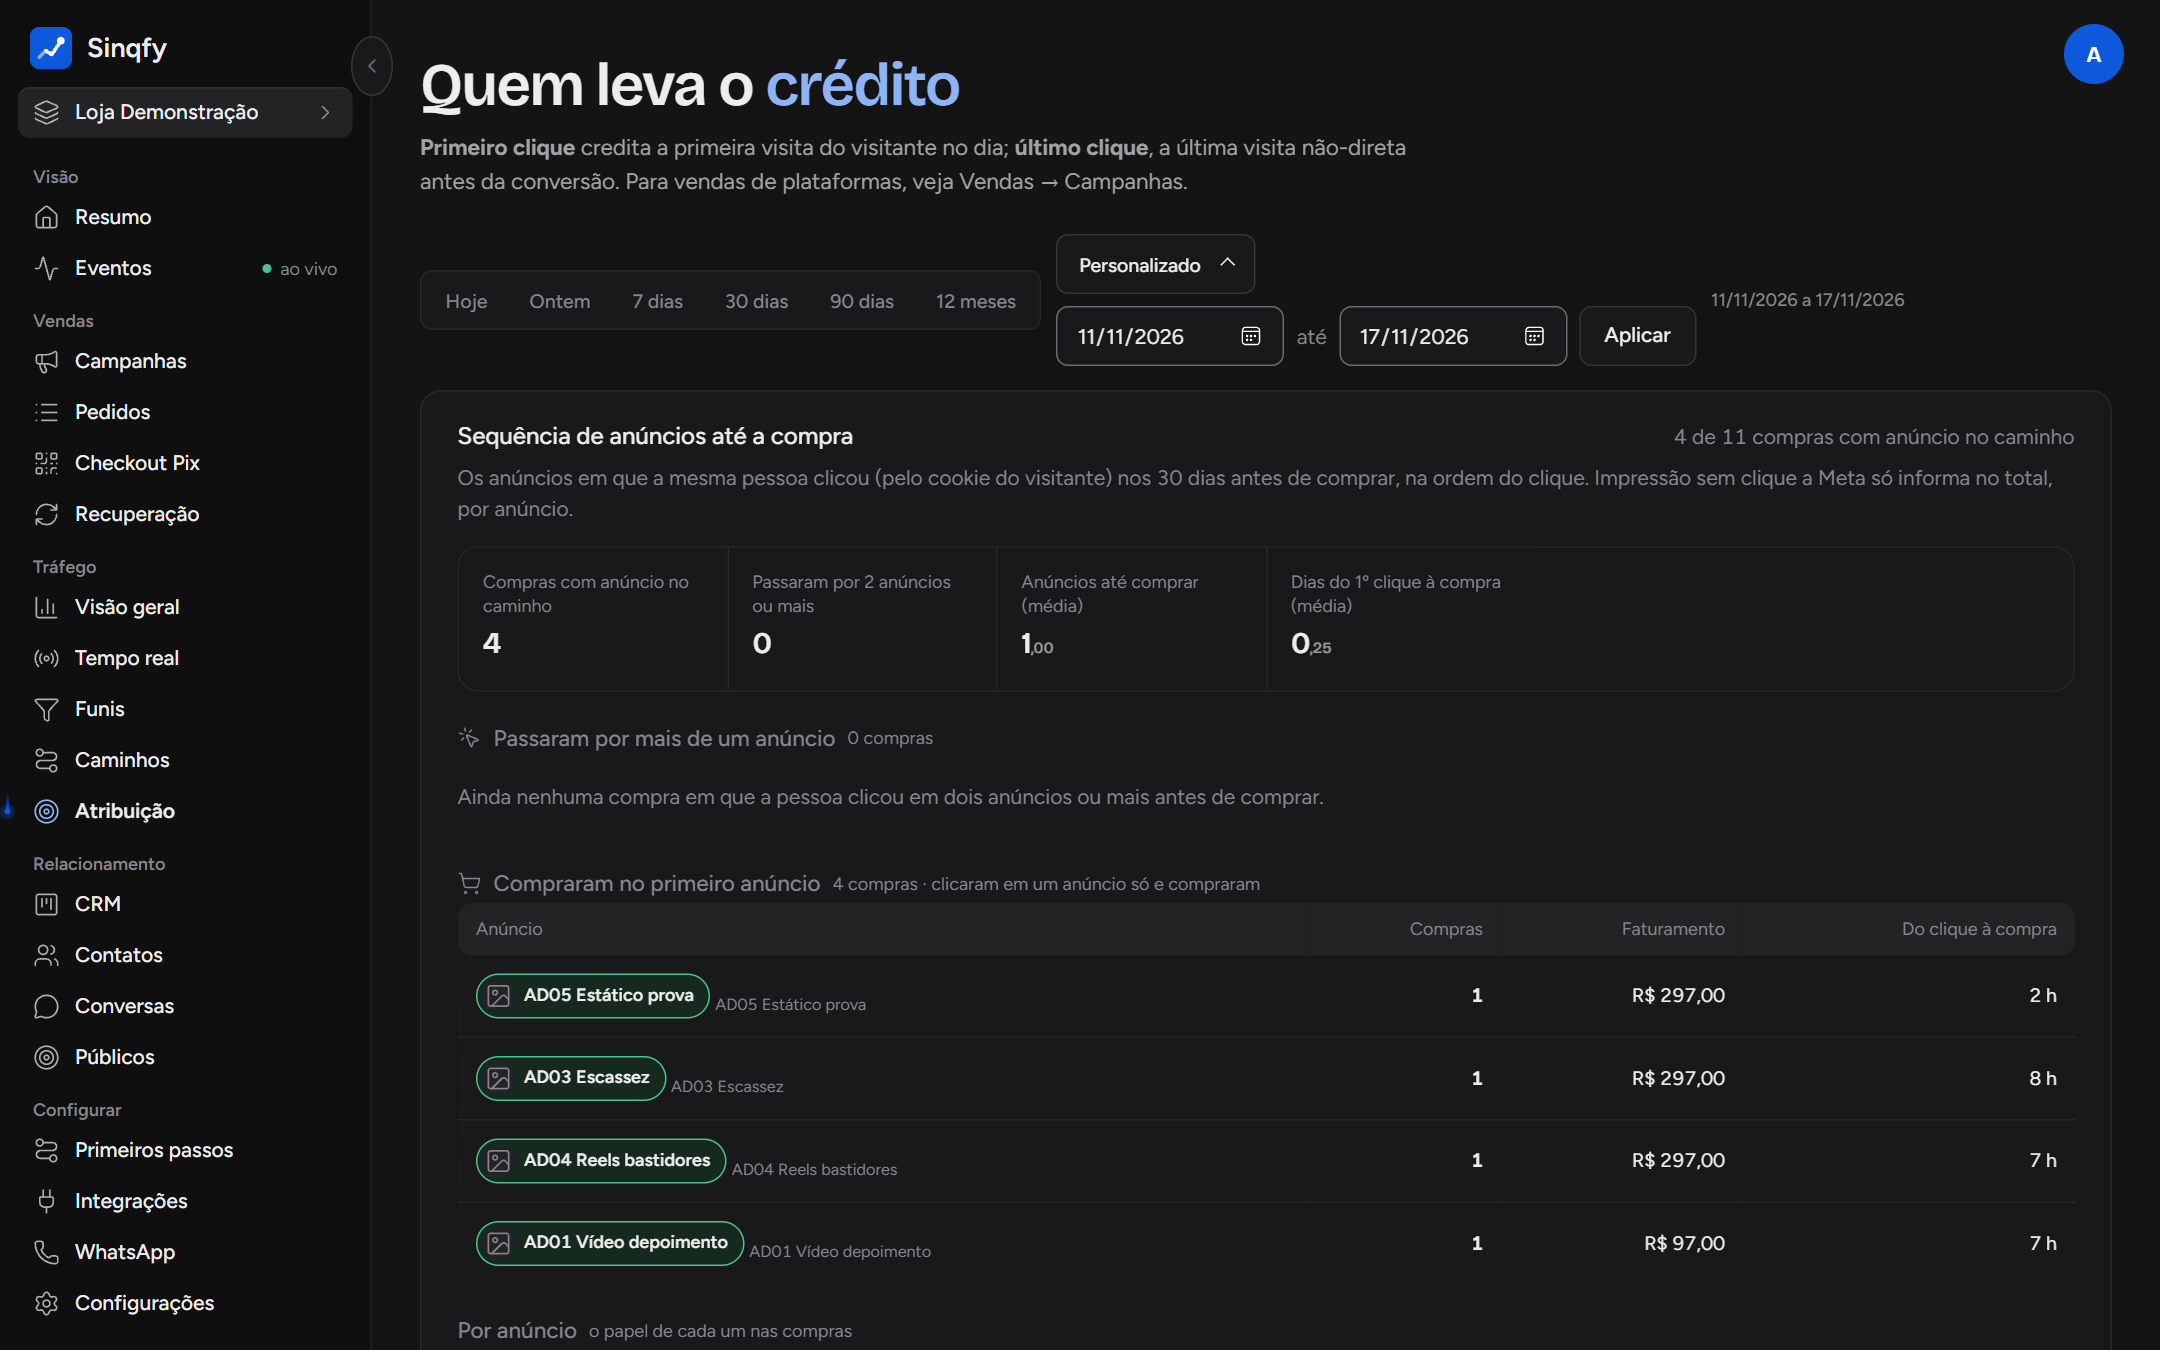 Sinqfy
Loja Demonstração
Visão
Resumo
Eventos
ao vivo
Vendas
Campanhas
Pedidos
Checkout Pix
Recuperação
Tráfego
Visão geral
Tempo real
Funis
Caminhos
Atribuição
Relacionamento
CRM
Contatos
Conversas
Públicos
Configurar
Primeiros passos
Integrações
WhatsApp
Configurações
A
Quem leva o crédito
Primeiro clique credita a primeira visita do visitante no dia; último clique, a última visita não-direta
antes da conversão. Para vendas de plataformas, veja Vendas → Campanhas.
Hoje Ontem 7 dias 30 dias 90 dias 12 meses
Personalizado
11/11/2026 até 17/11/2026 Aplicar
11/11/2026 a 17/11/2026
Sequência de anúncios até a compra
4 de 11 compras com anúncio no caminho
Os anúncios em que a mesma pessoa clicou (pelo cookie do visitante) nos 30 dias antes de comprar, na ordem do clique. Impressão sem clique a Meta só informa no total,
por anúncio.
Compras com anúncio no
caminho
4
Passaram por 2 anúncios
ou mais
0
Anúncios até comprar
(média)
1,00
Dias do 1º clique à compra
(média)
0,25
Passaram por mais de um anúncio 0 compras
Ainda nenhuma compra em que a pessoa clicou em dois anúncios ou mais antes de comprar.
Compraram no primeiro anúncio 4 compras · clicaram em um anúncio só e compraram
Anúncio Compras Faturamento Do clique à compra
AD05 Estático prova AD05 Estático prova 1 R$ 297,00 2 h
AD03 Escassez AD03 Escassez 1 R$ 297,00 8 h
AD04 Reels bastidores AD04 Reels bastidores 1 R$ 297,00 7 h
AD01 Vídeo depoimento AD01 Vídeo depoimento 1 R$ 97,00 7 h
Por anúncio o papel de cada um nas compras